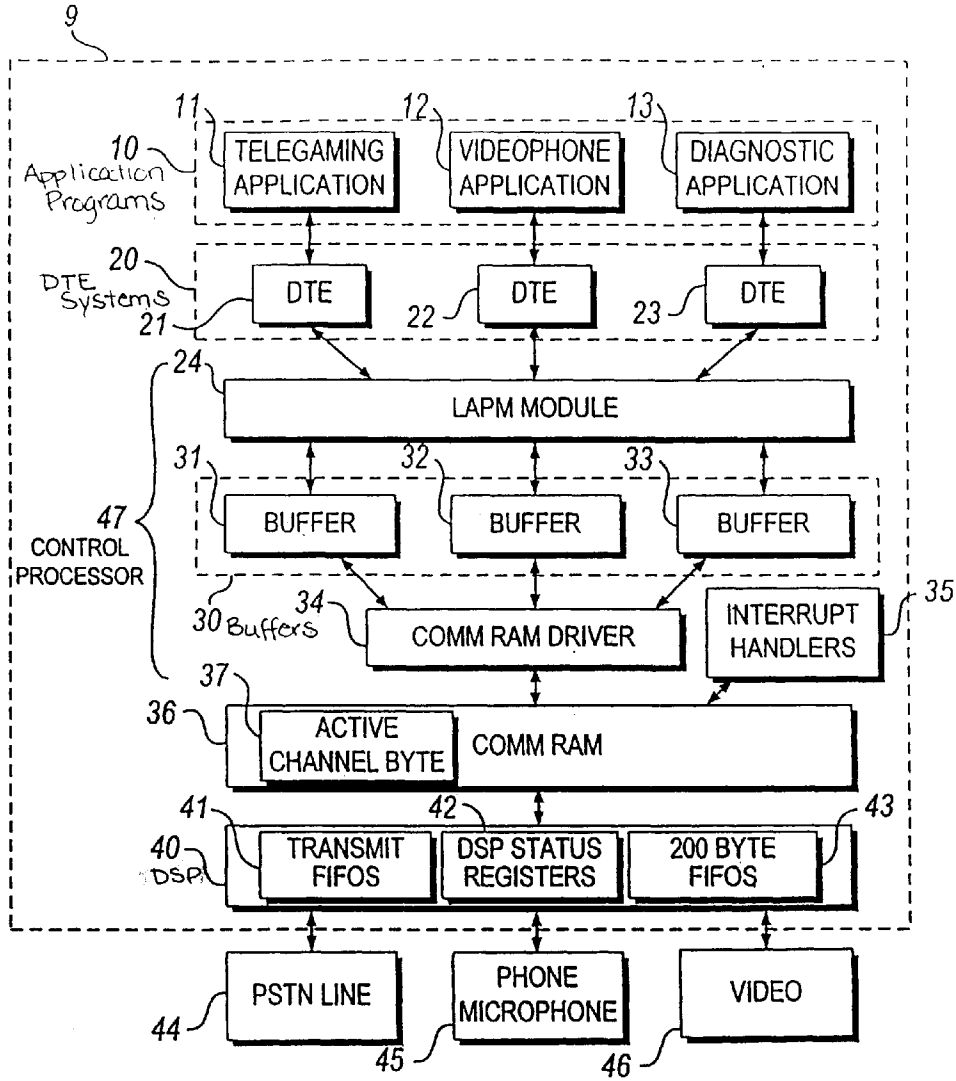 9
11
12
13
10
Application
Programs
TELEGAMING
APPLICATION
VIDEOPHONE
APPLICATION
DIAGNOSTIC
APPLICATION
20
DTE
Systems
21
DTE
22
DTE
23
DTE
24
LAPM MODULE
31
32
33
BUFFER
BUFFER
BUFFER
47
CONTROL
PROCESSOR
30 Buffers
34
COMM RAM DRIVER
INTERRUPT
HANDLERS
35
37
36
ACTIVE
CHANNEL BYTE
COMM RAM
41
42
43
40
DSP
TRANSMIT
FIFOS
DSP STATUS
REGISTERS
200 BYTE
FIFOS
44
PSTN LINE
45
PHONE
MICROPHONE
46
VIDEO